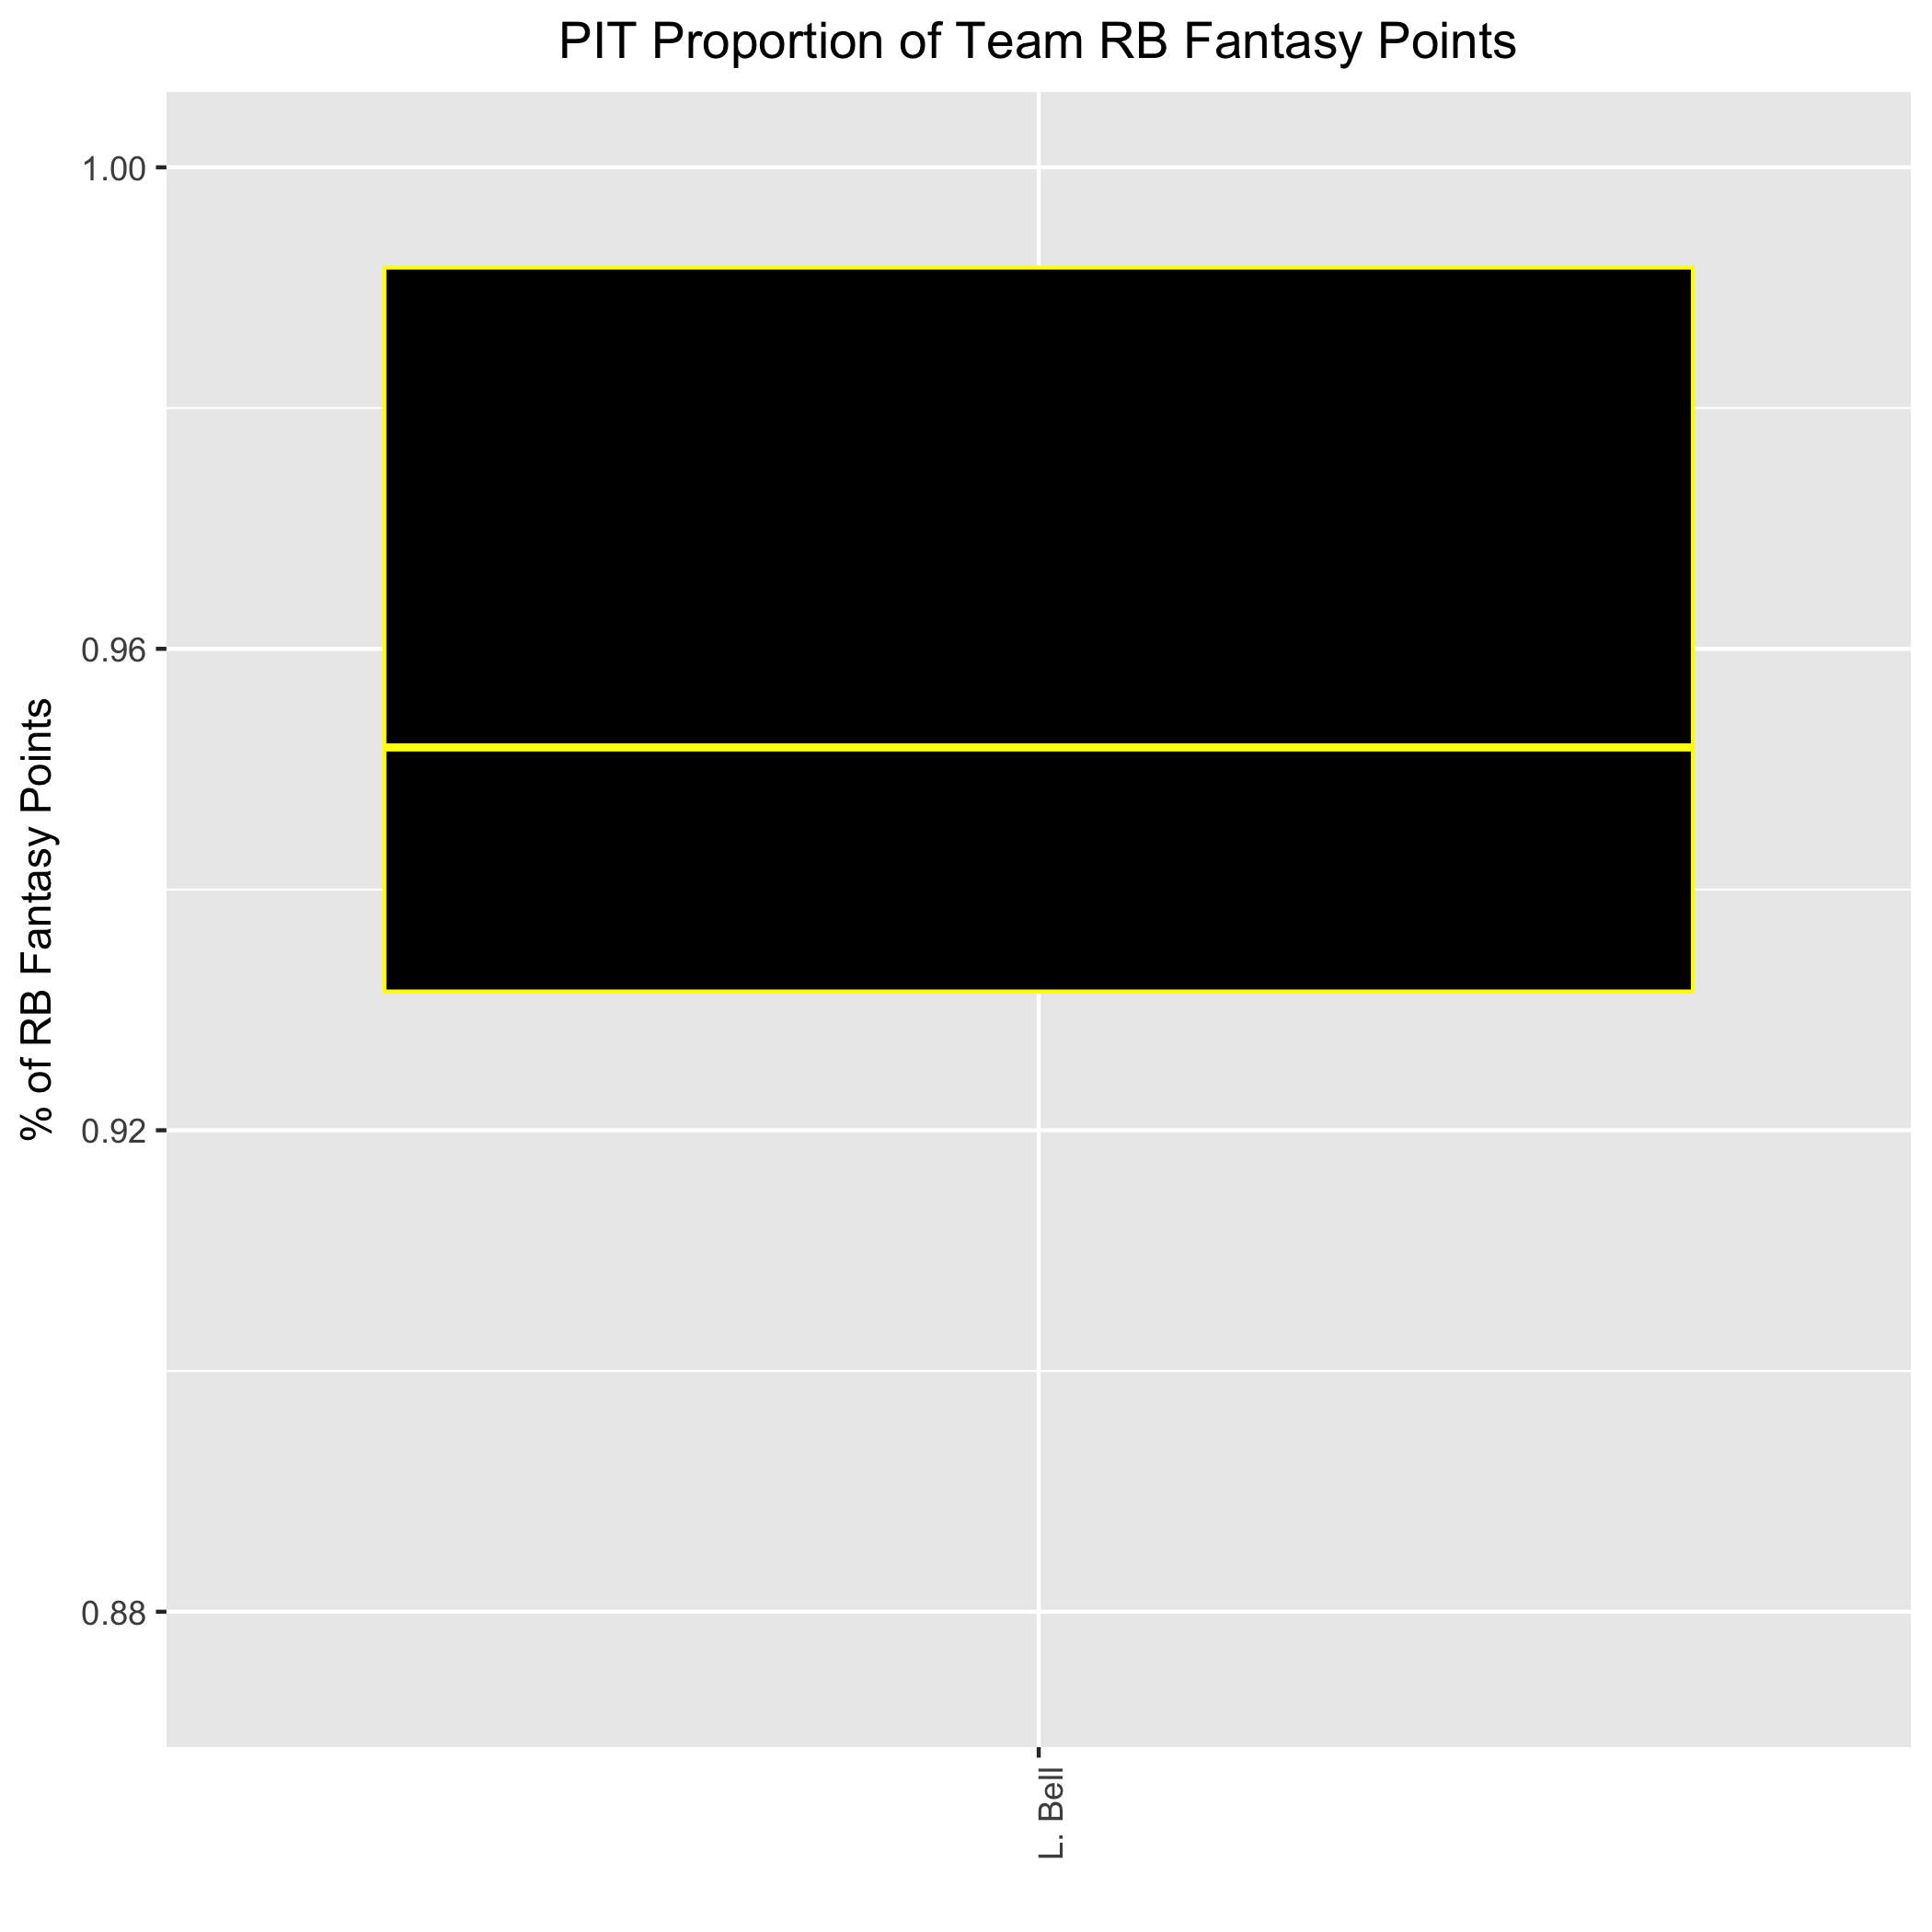 PIT Proportion of Team RB Fantasy Points
% of RB Fantasy Points
1.00
0.96
0.92
0.88
L. Bell